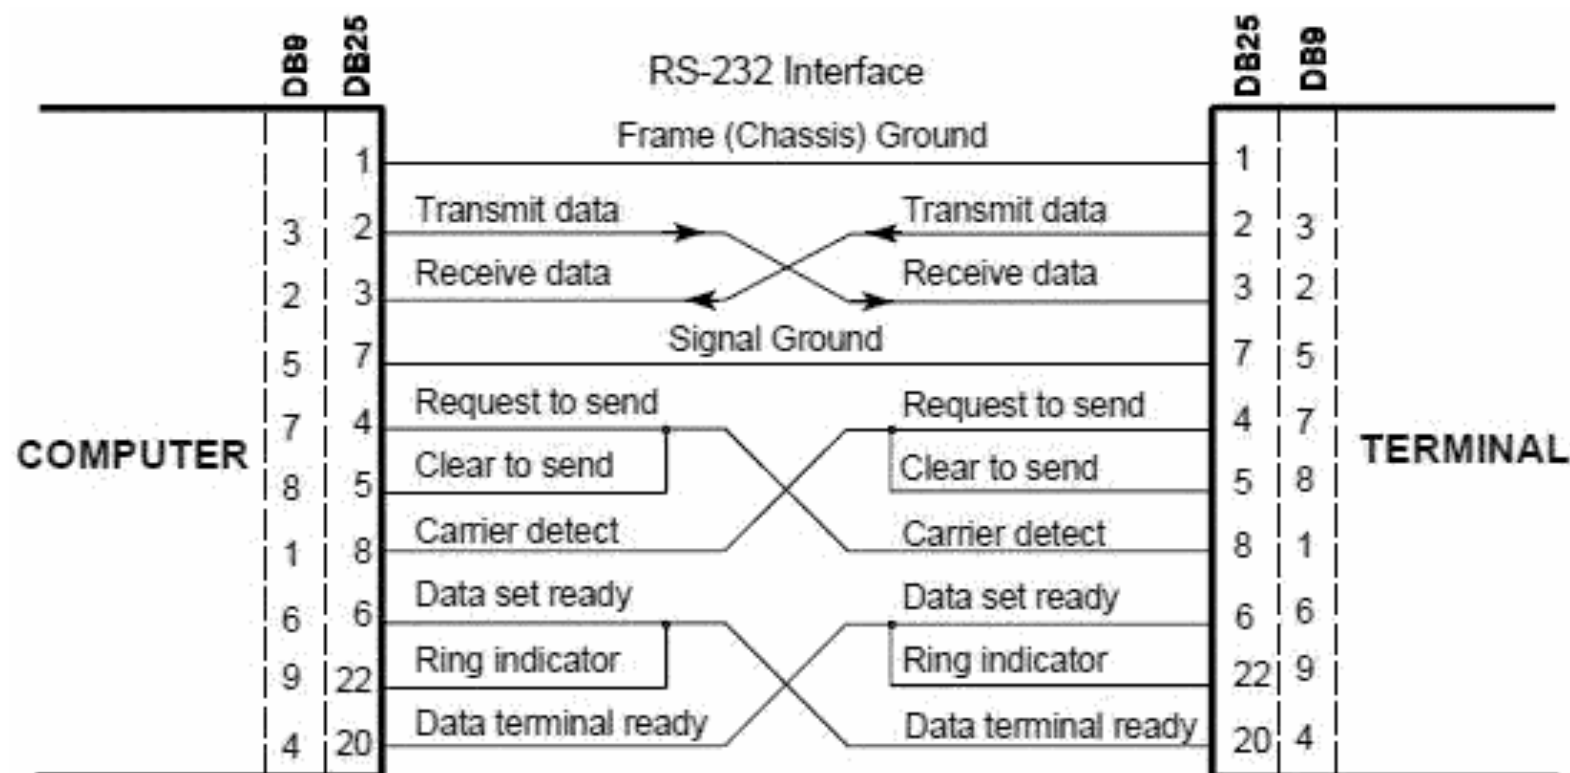 DB9 DB25 RS-232 Interface DB25 DB9
Frame (Chassis) Ground
1 1
Transmit data Transmit data
3 2 2 3
Receive data Receive data
2 3 3 2
Signal Ground
5 7 7 5
Request to send Request to send
7 4 4 7
COMPUTER TERMINAL
Clear to send Clear to send
8 5 5 8
Carrier detect Carrier detect
1 8 8 1
Data set ready Data set ready
6 6 6 6
Ring indicator Ring indicator
9 22 22 9
Data terminal ready Data terminal ready
4 20 20 4